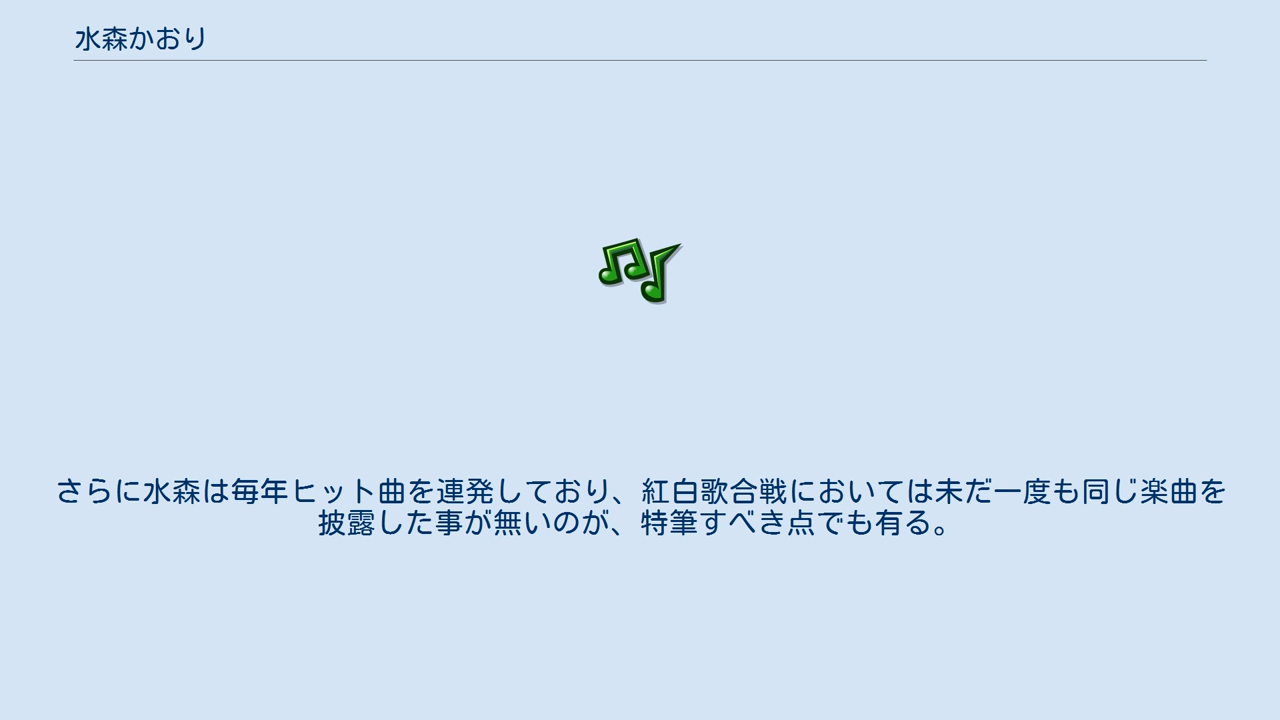 水森かおり
さらに水森は毎年ヒット曲を連発しており、紅白歌合戦においては未だ一度も同じ楽曲を
披露した事が無いのが、特筆すべき点でも有る。